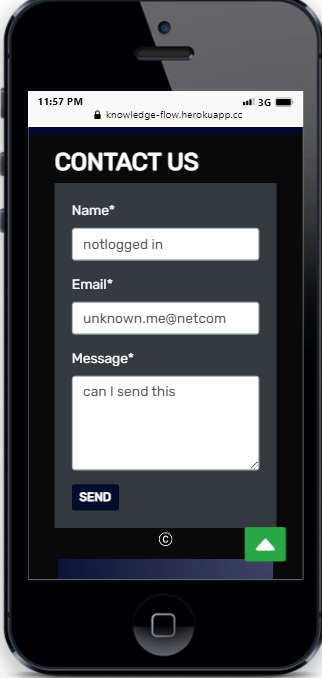 11:57 PM 3G
knowledge-flow.herokuapp.cc
CONTACT US
Name*
notlogged in
Email*
unknown.me@netcom
Message*
can I send this
SEND
©